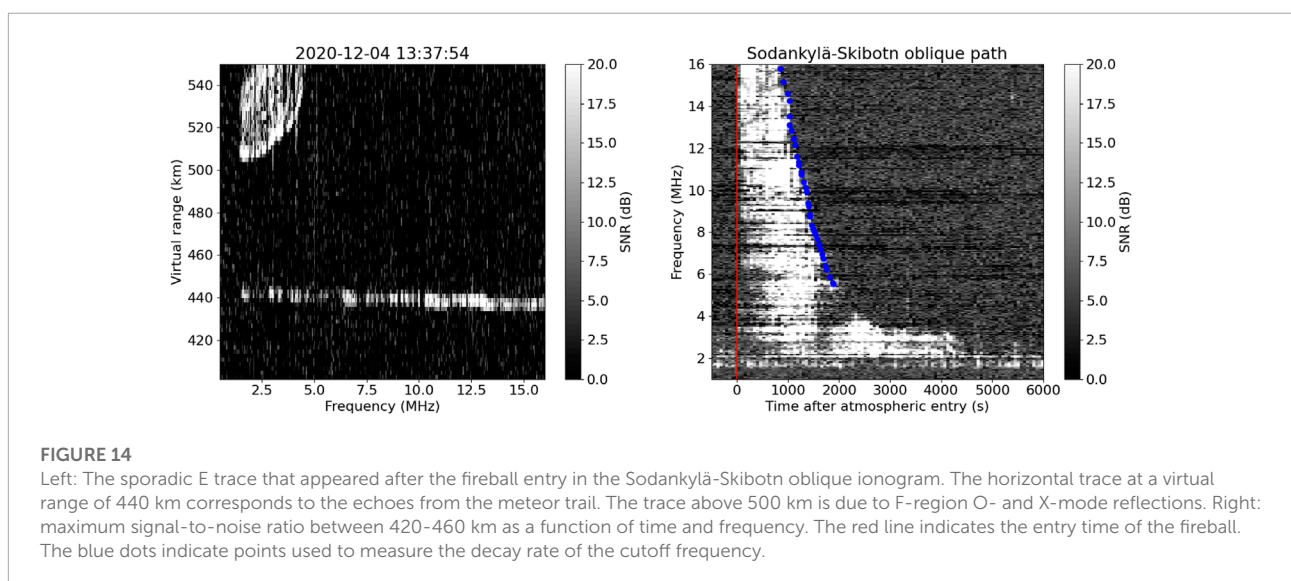 2020-12-04 13:37:54
Virtual range (km)
540
520
500
480
460
440
420
2.5 5.0 7.5 10.0 12.5 15.0
Frequency (MHz)
20.0
17.5
15.0
12.5
10.0
7.5
5.0
2.5
0.0
SNR (dB)
Sodankylä-Skibotn oblique path
Frequency (MHz)
16
14
12
10
8
6
4
2
0 1000 2000 3000 4000 5000 6000
Time after atmospheric entry (s)
20.0
17.5
15.0
12.5
10.0
7.5
5.0
2.5
0.0
SNR (dB)
FIGURE 14
Left: The sporadic E trace that appeared after the fireball entry in the Sodankylä-Skibotn oblique ionogram. The horizontal trace at a virtual
range of 440 km corresponds to the echoes from the meteor trail. The trace above 500 km is due to F-region O- and X-mode reflections. Right:
maximum signal-to-noise ratio between 420-460 km as a function of time and frequency. The red line indicates the entry time of the fireball.
The blue dots indicate points used to measure the decay rate of the cutoff frequency.